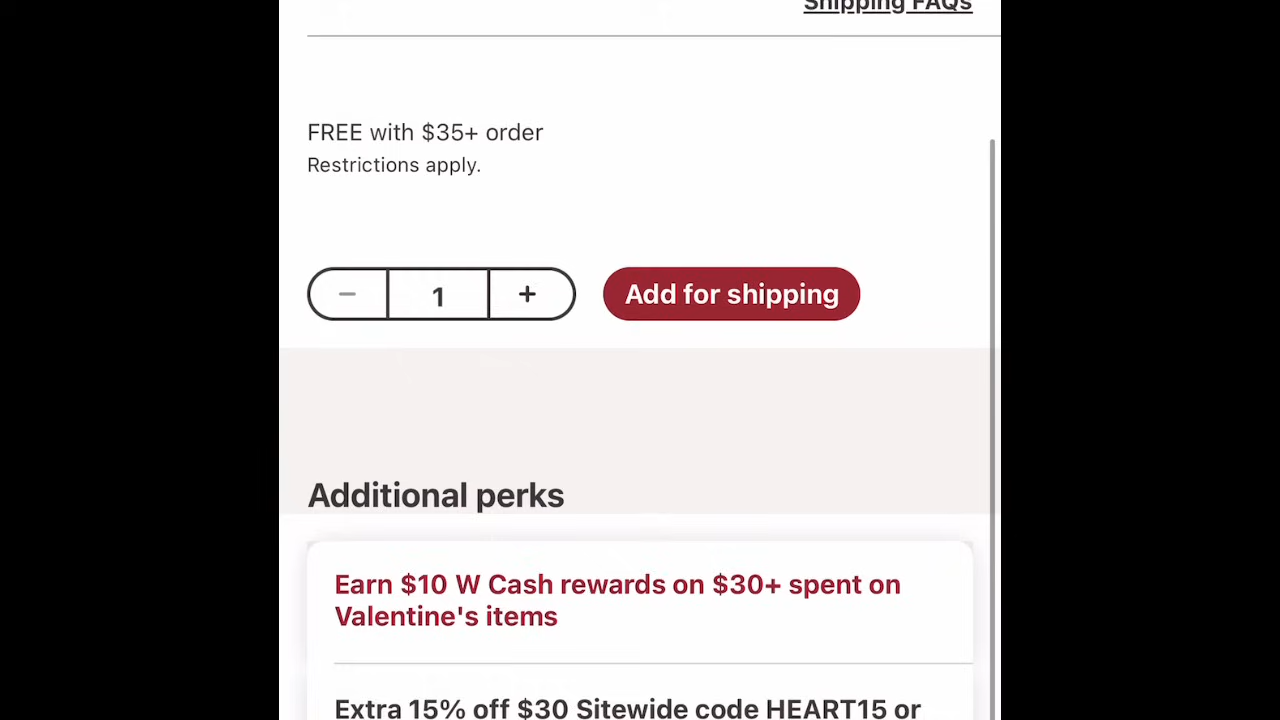 Shipping FAQs
FREE with $35+ order
Restrictions apply.
− 1 + Add for shipping
Additional perks
Earn $10 W Cash rewards on $30+ spent on
Valentine's items
Extra 15% off $30 Sitewide code HEART15 or